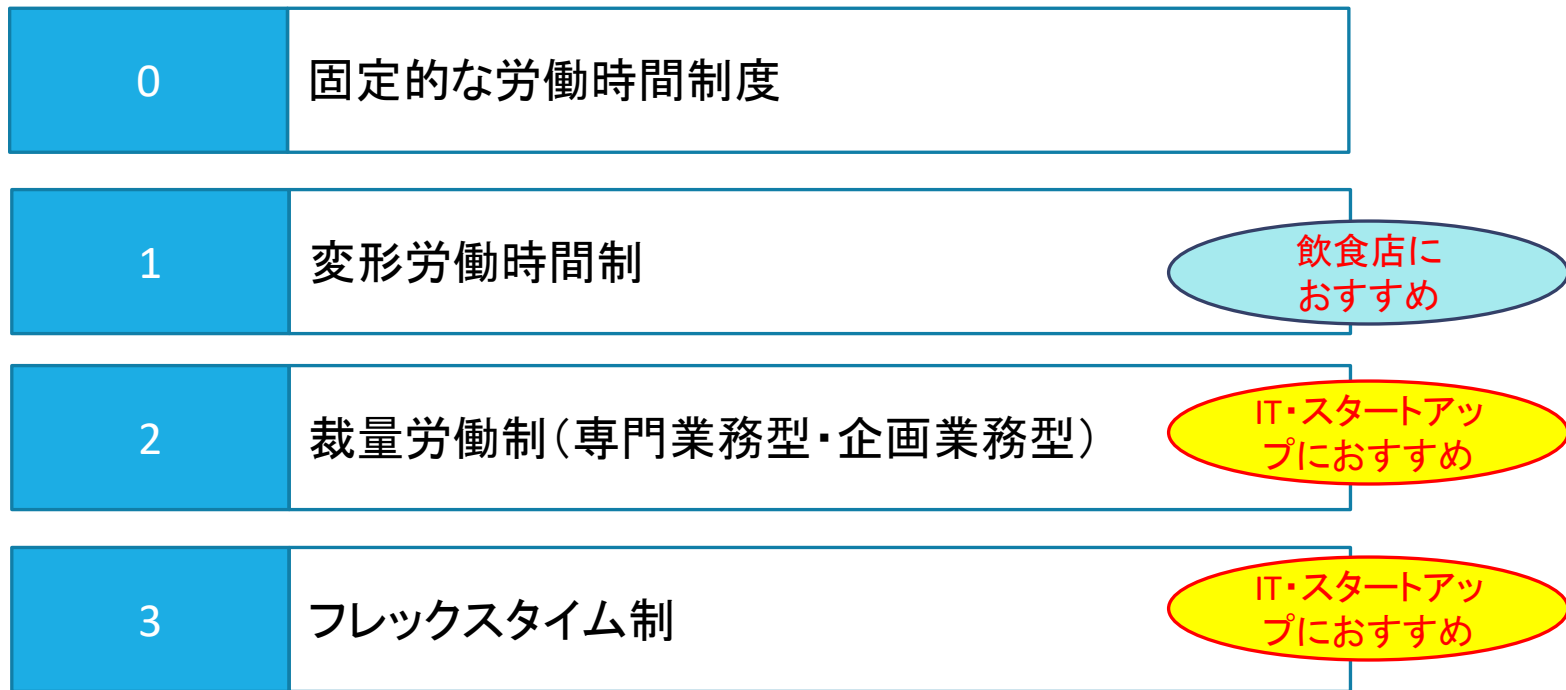 0
固定的な労働時間制度
1
変形労働時間制
飲食店に
おすすめ
2
裁量労働制(専門業務型・企画業務型)
IT・スタートアッ
プにおすすめ
3
フレックスタイム制
IT・スタートアッ
プにおすすめ